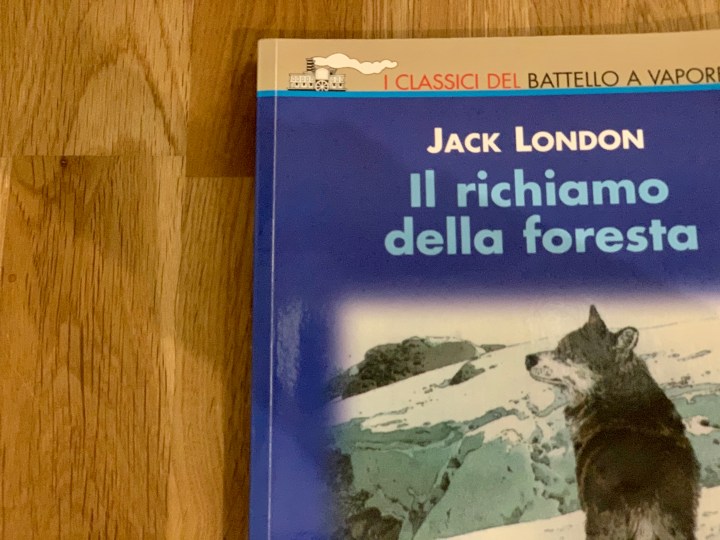 I CLASSICI DEL BATTELLO A VAPORE
JACK LONDON
Il richiamo
della foresta